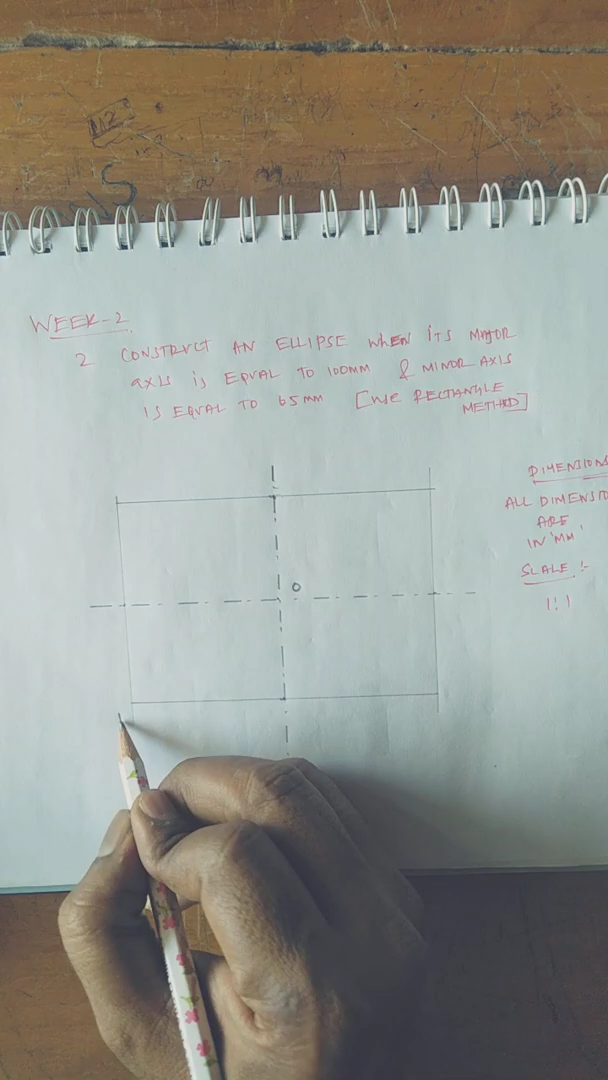 WEEK-2
2 CONSTRUCT AN ELLIPSE WHEN ITS MAJOR
AXIS IS EQUAL TO 100MM & MINOR AXIS
IS EQUAL TO 65MM [USE RECTANGLE
METHOD]
DIMENSIONS
ALL DIMENSIO
ARE
IN 'MM'
SCALE :-
1:1
O